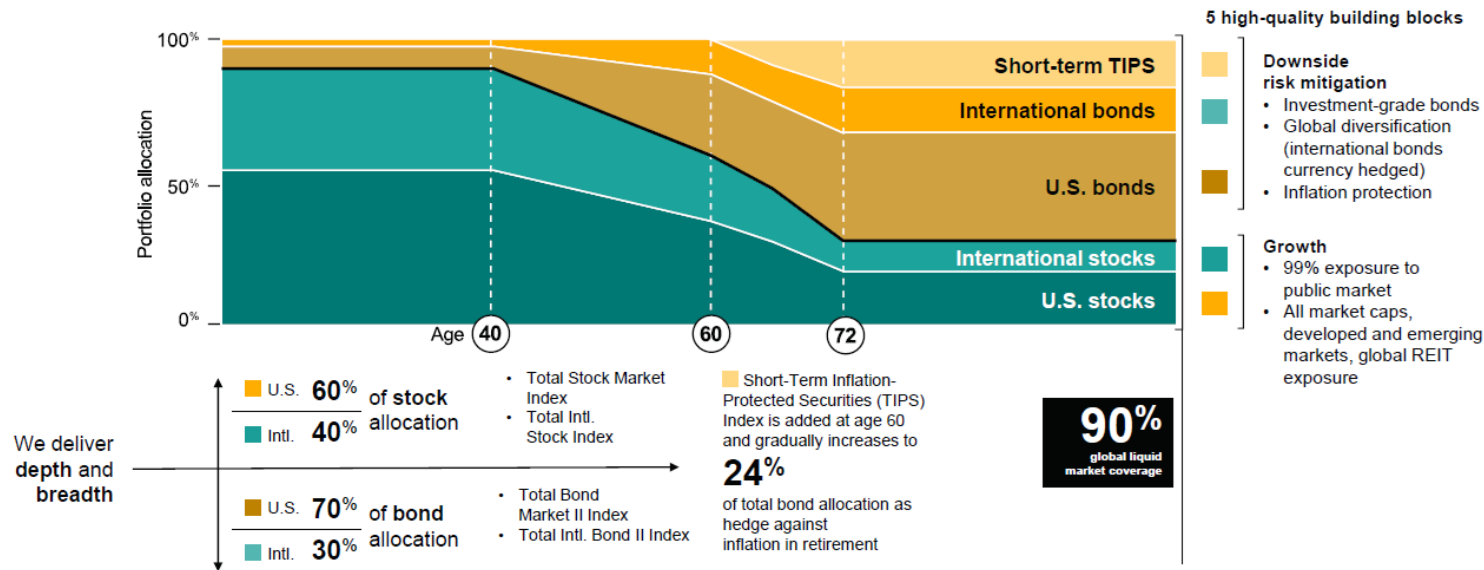 5 high-quality building blocks
100%
50%
0%
Portfolio allocation
Short-term TIPS
International bonds
U.S. bonds
International stocks
U.S. stocks
Age 40 60 72
Downside
risk mitigation
• Investment-grade bonds
• Global diversification
(international bonds
currency hedged)
• Inflation protection
Growth
• 99% exposure to
public market
• All market caps,
developed and emerging
markets, global REIT
exposure
We deliver
depth and
breadth
U.S. 60%
Intl. 40%
of stock
allocation
• Total Stock Market
Index
• Total Intl.
Stock Index
U.S. 70%
Intl. 30%
of bond
allocation
• Total Bond
Market II Index
• Total Intl. Bond II Index
Short-Term Inflation-
Protected Securities (TIPS)
Index is added at age 60
and gradually increases to
24%
of total bond allocation as
hedge against
inflation in retirement
90%
global liquid
market coverage